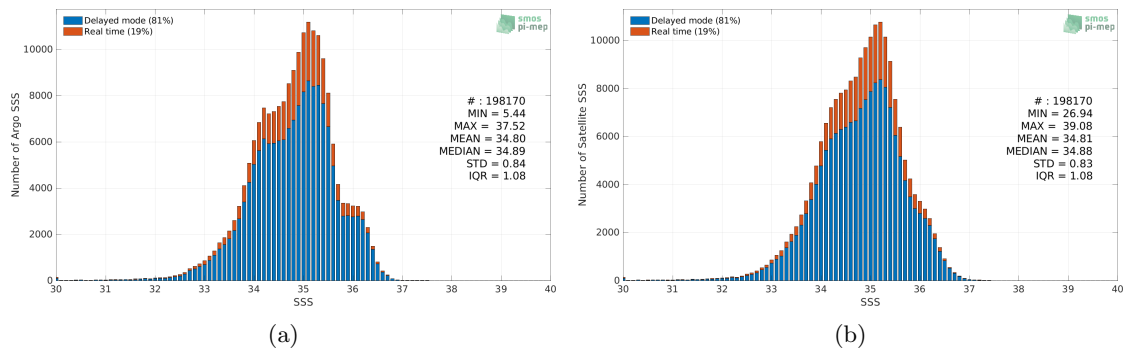 Delayed mode (81%)
Real time (19%)
smos
pi-mep
Number of Argo SSS
10000
8000
6000
4000
2000
0
# : 198170
MIN = 5.44
MAX = 37.52
MEAN = 34.80
MEDIAN = 34.89
STD = 0.84
IQR = 1.08
30 31 32 33 34 35 36 37 38 39 40
SSS
(a)
Delayed mode (81%)
Real time (19%)
smos
pi-mep
Number of Satellite SSS
10000
8000
6000
4000
2000
0
# : 198170
MIN = 26.94
MAX = 39.08
MEAN = 34.81
MEDIAN = 34.88
STD = 0.83
IQR = 1.08
30 31 32 33 34 35 36 37 38 39 40
SSS
(b)